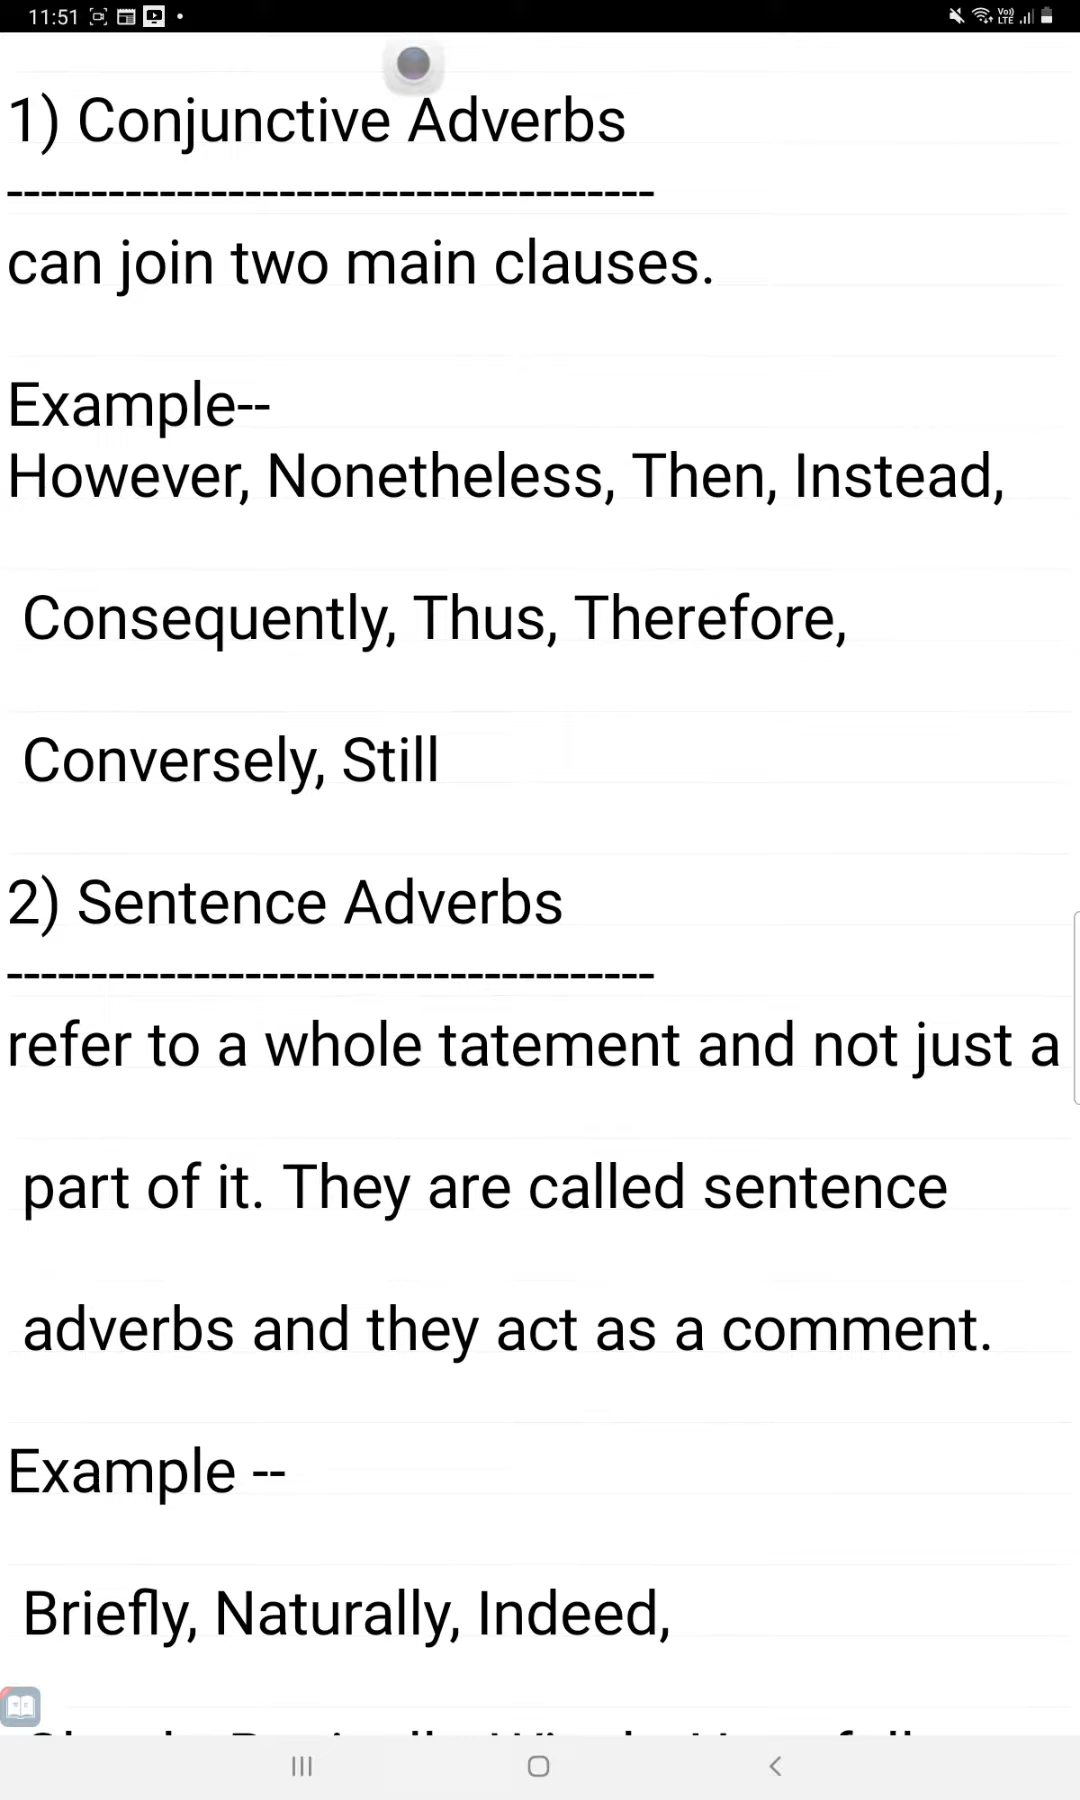 11:51
Vo))
LTE
1) Conjunctive Adverbs
---------------------------------------
can join two main clauses.
Example--
However, Nonetheless, Then, Instead,
Consequently, Thus, Therefore,
Conversely, Still
2) Sentence Adverbs
---------------------------------------
refer to a whole tatement and not just a
part of it. They are called sentence
adverbs and they act as a comment.
Example --
Briefly, Naturally, Indeed,